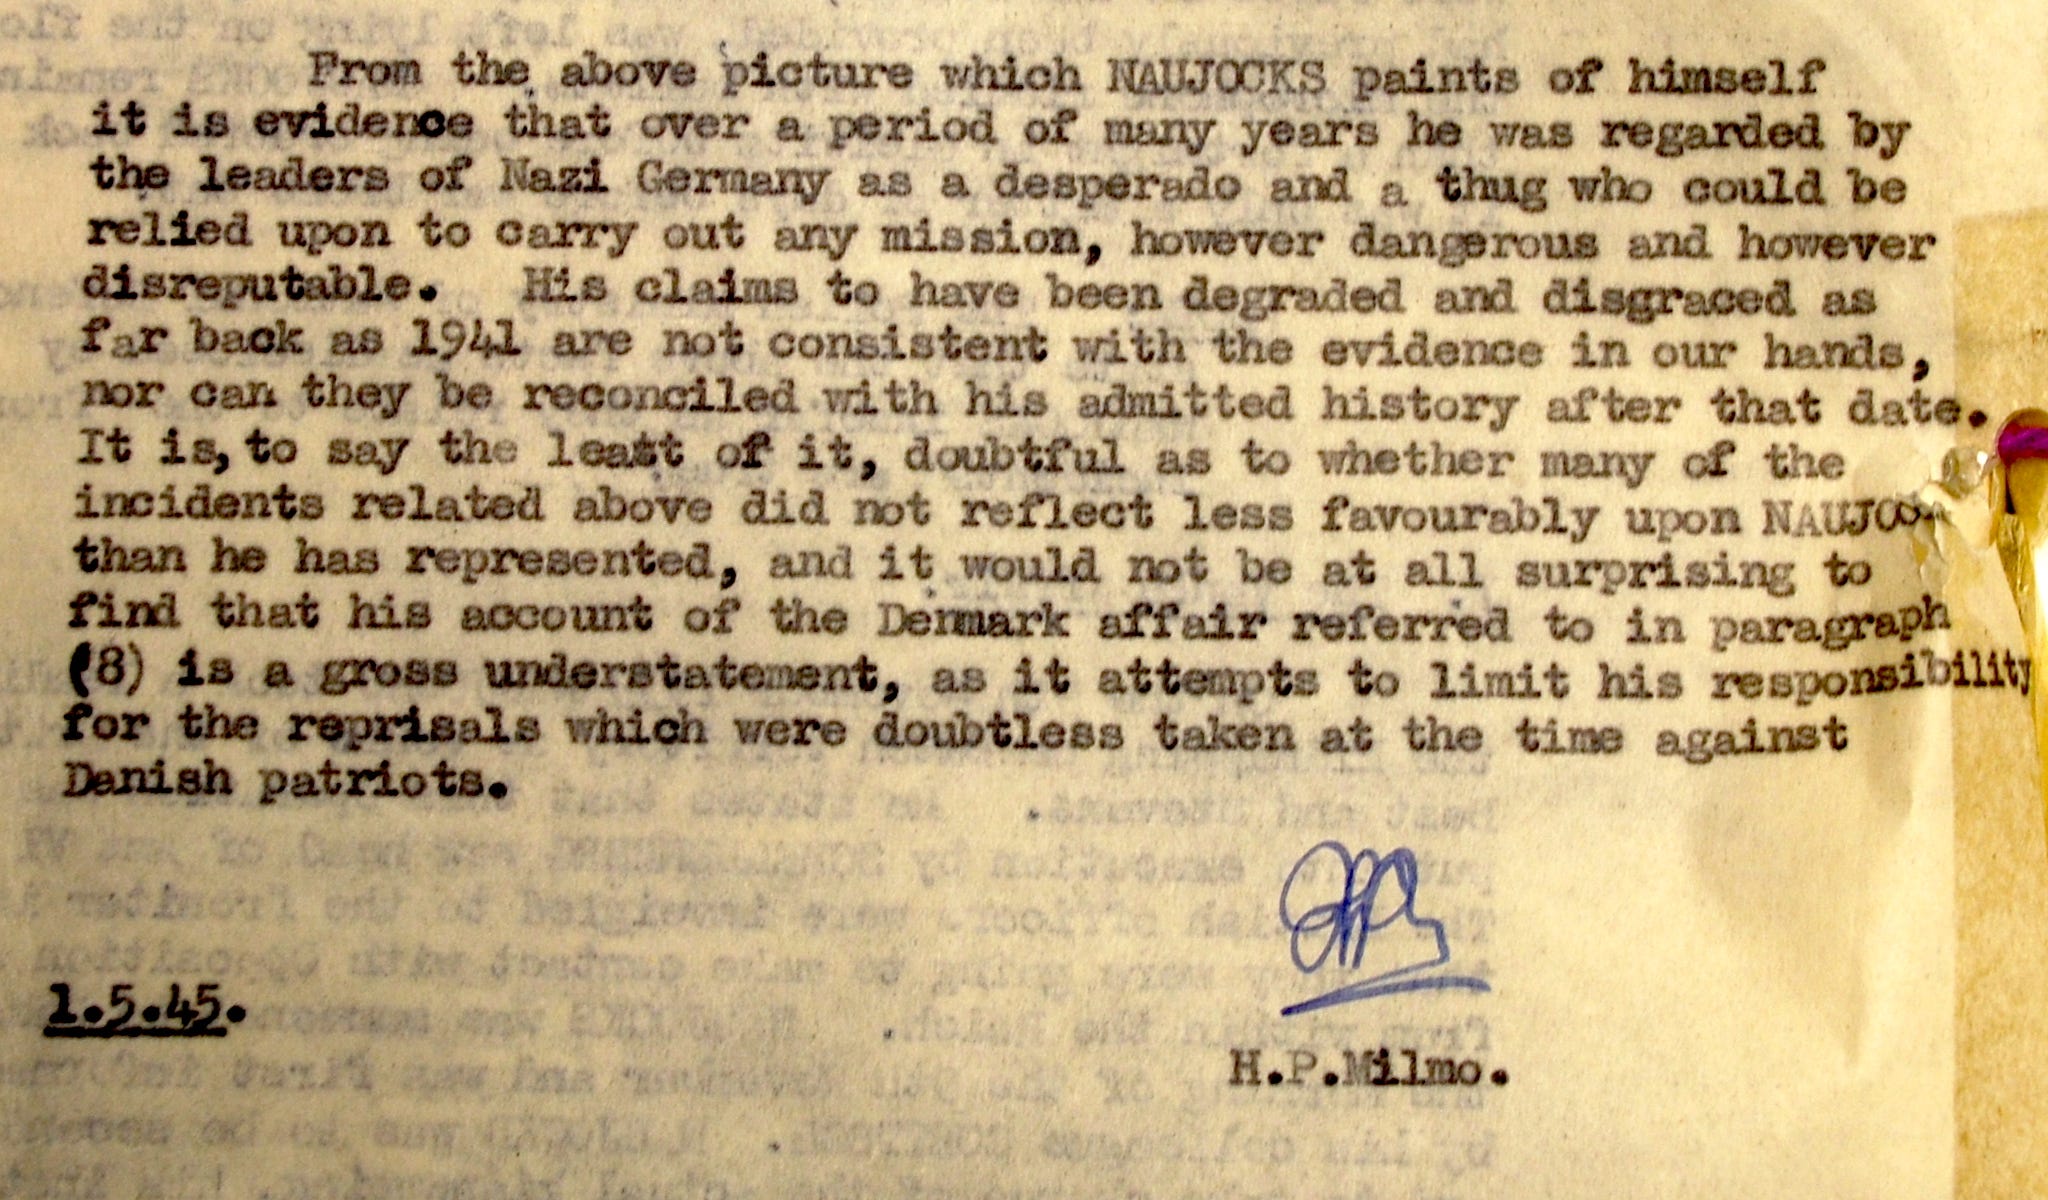 From the above picture which NAUJOCKS paints of himself
it is evidence that over a period of many years he was regarded by
the leaders of Nazi Germany as a desperado and a thug who could be
relied upon to carry out any mission, however dangerous and however
disreputable. His claims to have been degraded and disgraced as
far back as 1941 are not consistent with the evidence in our hands,
nor can they be reconciled with his admitted history after that date.
It is, to say the leatt of it, doubtful as to whether many of the
incidents related above did not reflect less favourably upon
than he has represented, and it would not be at all surprising to
find that his account of the Denmark affair referred to in paragraph
(8) is a gross understatement, as it attempts to limit his responsibility
for the reprisals which were doubtless taken at the time against
Danish patriots.
1.5.45.
H.P.Milmo.